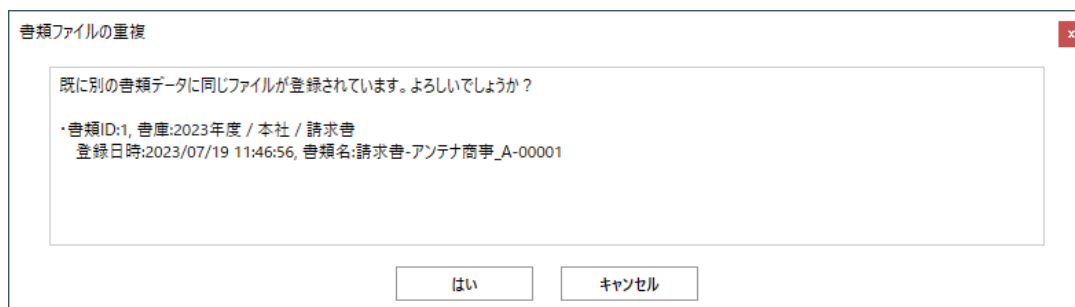 書類ファイルの重複
x
既に別の書類データに同じファイルが登録されています。よろしいでしょうか？
・書類ID:1, 書庫:2023年度 / 本社 / 請求書
登録日時:2023/07/19 11:46:56, 書類名:請求書-アンテナ商事_A-00001
はい
キャンセル